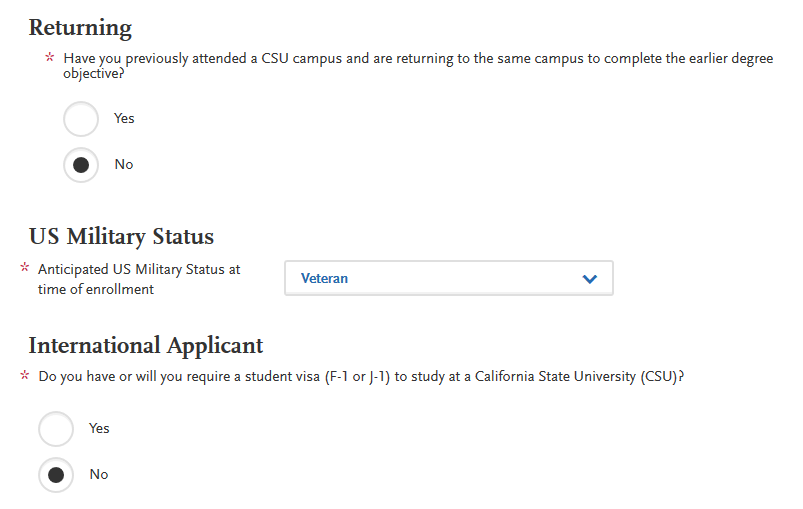 Returning
* Have you previously attended a CSU campus and are returning to the same campus to complete the earlier degree
objective?
Yes
No
US Military Status
* Anticipated US Military Status at
time of enrollment
Veteran
International Applicant
* Do you have or will you require a student visa (F-1 or J-1) to study at a California State University (CSU)?
Yes
No